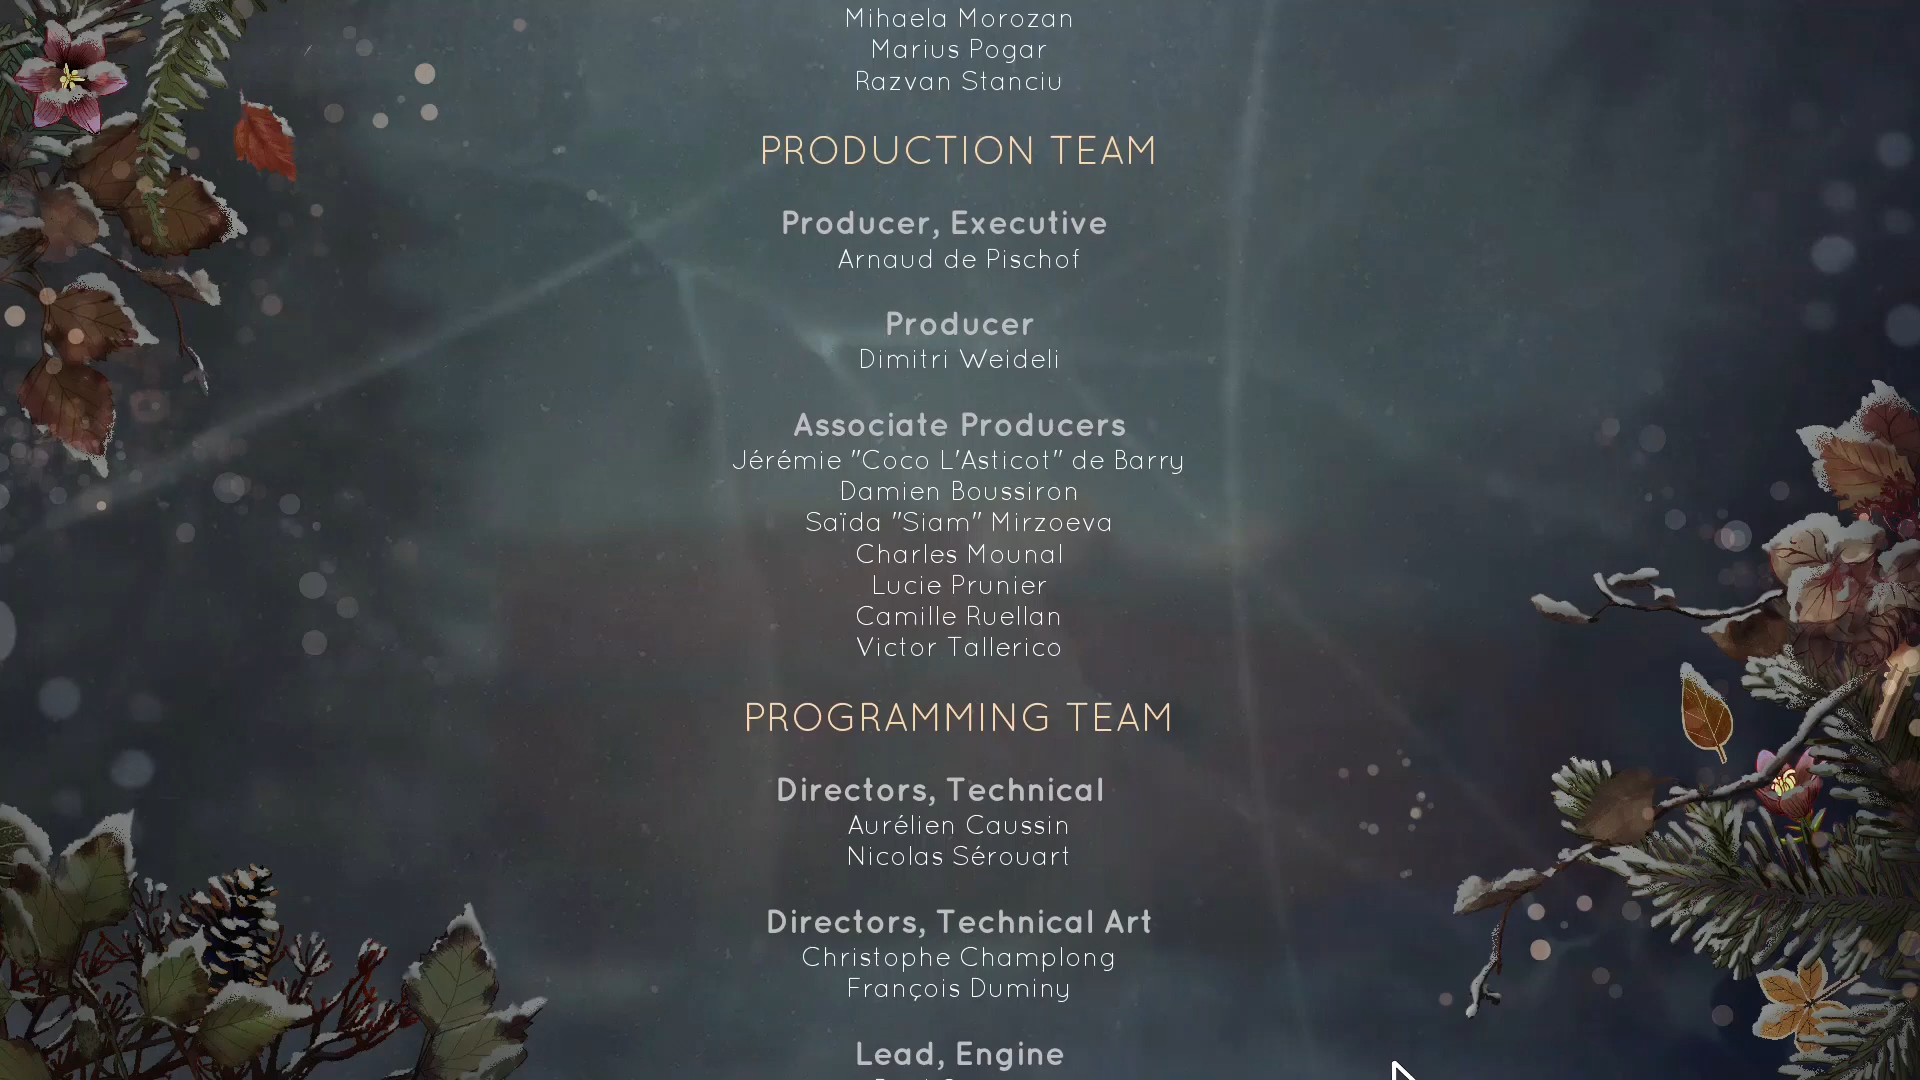 Mihaela Morozan
Marius Pogar
Razvan Stanciu
PRODUCTION TEAM
Producer, Executive
Arnaud de Pischof
Producer
Dimitri Weideli
Associate Producers
Jérémie "Coco L'Asticot" de Barry
Damien Boussiron
Saïda "Siam" Mirzoeva
Charles Mounal
Lucie Prunier
Camille Ruellan
Victor Tallerico
PROGRAMMING TEAM
Directors, Technical
Aurélien Caussin
Nicolas Sérouart
Directors, Technical Art
Christophe Champlong
François Duminy
Lead, Engine